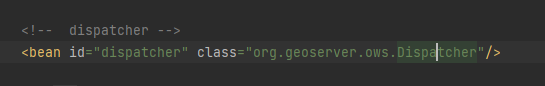 <!--  dispatcher -->
<bean id="dispatcher" class="org.geoserver.ows.Dispatcher"/>